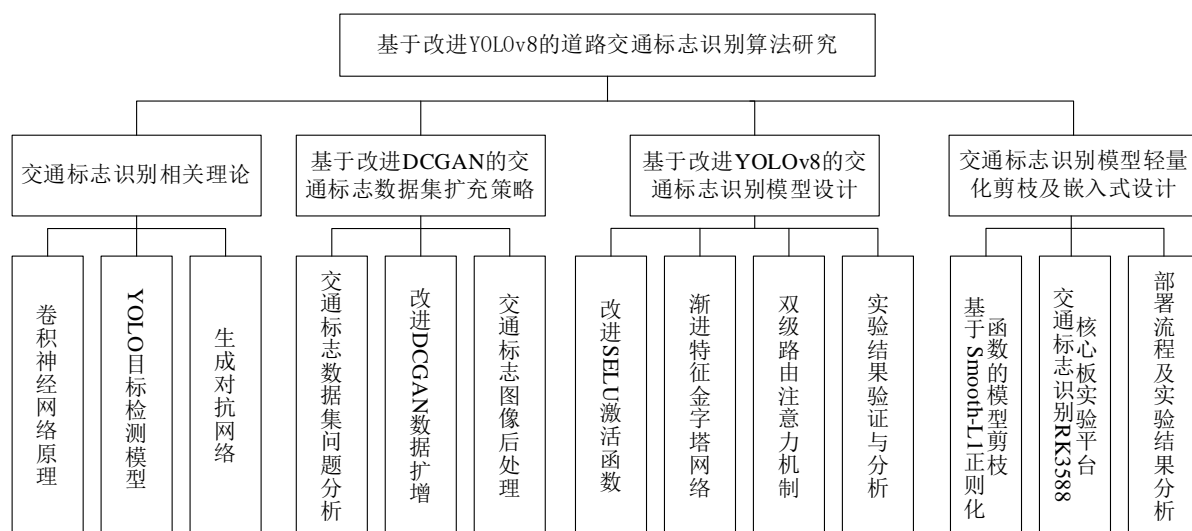 基于改进YOLOv8的道路交通标志识别算法研究
交通标志识别相关理论
基于改进DCGAN的交
通标志数据集扩充策略
基于改进YOLOv8的交
通标志识别模型设计
交通标志识别模型轻量
化剪枝及嵌入式设计
卷积神经网络原理
YOLO目标检测模型
生成对抗网络
交通标志数据集问题分析
改进DCGAN数据扩增
交通标志图像后处理
改进SELU激活函数
渐进特征金字塔网络
双级路由注意力机制
实验结果验证与分析
基于Smooth-L1正则化
函数的模型剪枝
交通标志识别RK3588
核心板实验平台
部署流程及实验结果分析